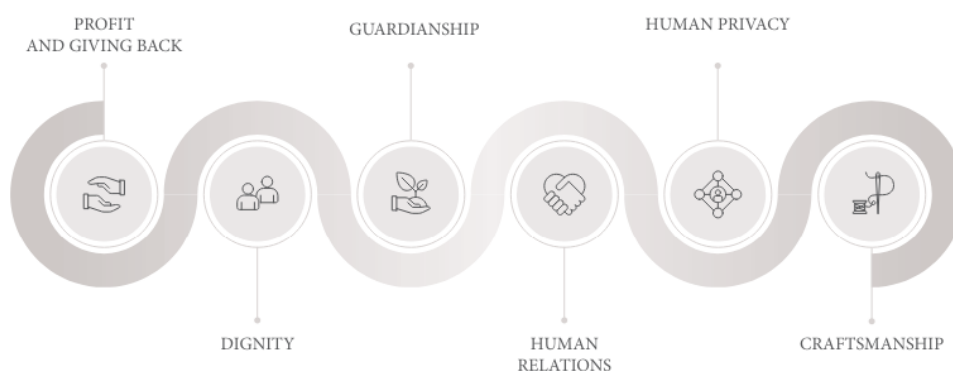 PROFIT
AND GIVING BACK
GUARDIANSHIP
HUMAN PRIVACY
DIGNITY
HUMAN
RELATIONS
CRAFTSMANSHIP